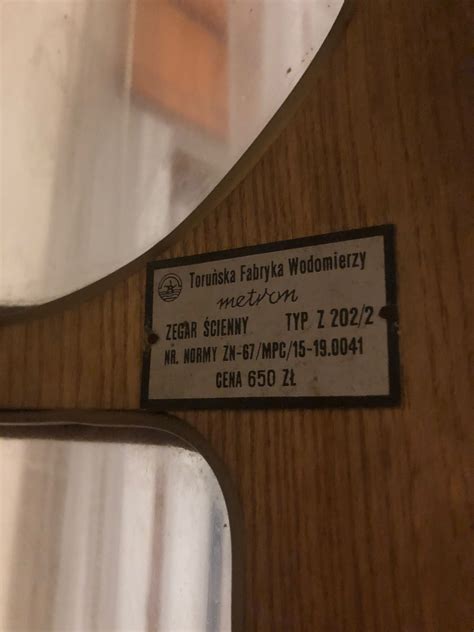 Toruńska Fabryka Wodomierzy
metron
ZEGAR ŚCIENNY TYP Z 202/2
NR. NORMY ZN-67/MPC/15-19.0041
CENA 650 ZŁ